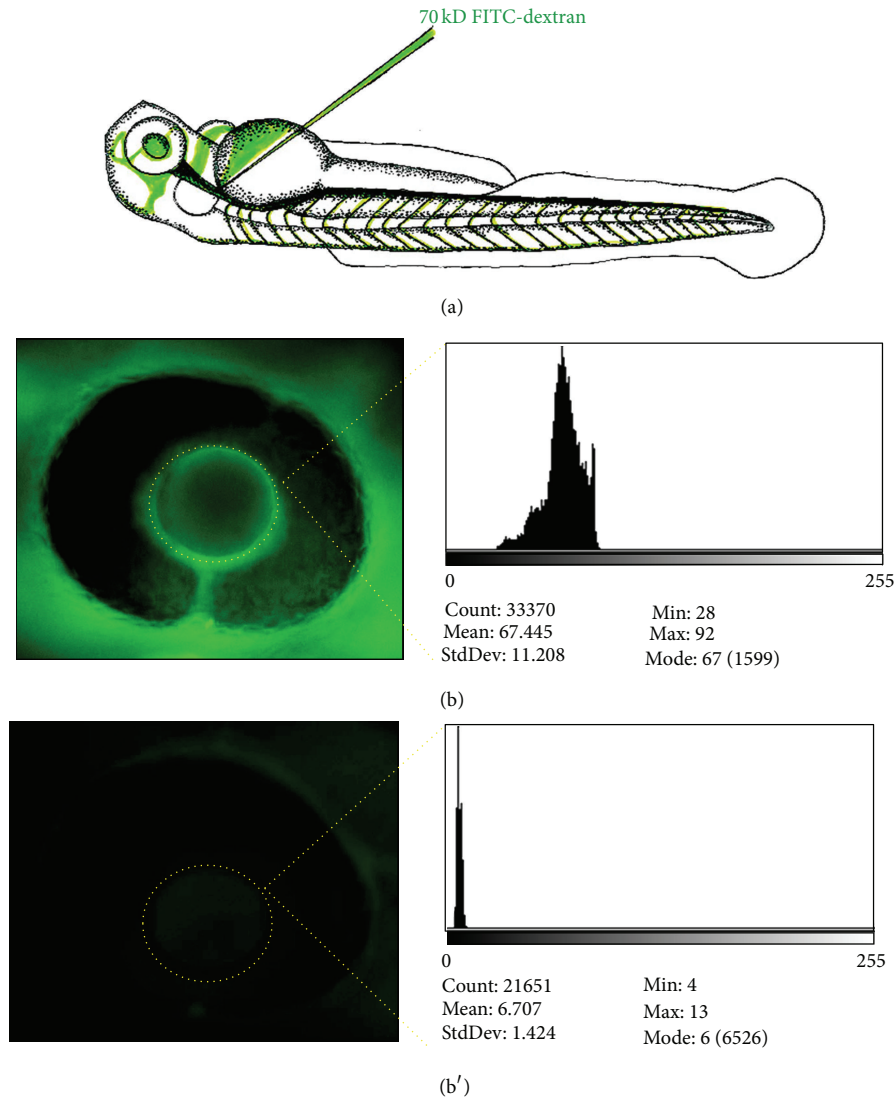 70 kD FITC-dextran
(a)
0 255
Count: 33370 Min: 28
Mean: 67.445 Max: 92
StdDev: 11.208 Mode: 67 (1599)
(b)
0 255
Count: 21651 Min: 4
Mean: 6.707 Max: 13
StdDev: 1.424 Mode: 6 (6526)
(b′)